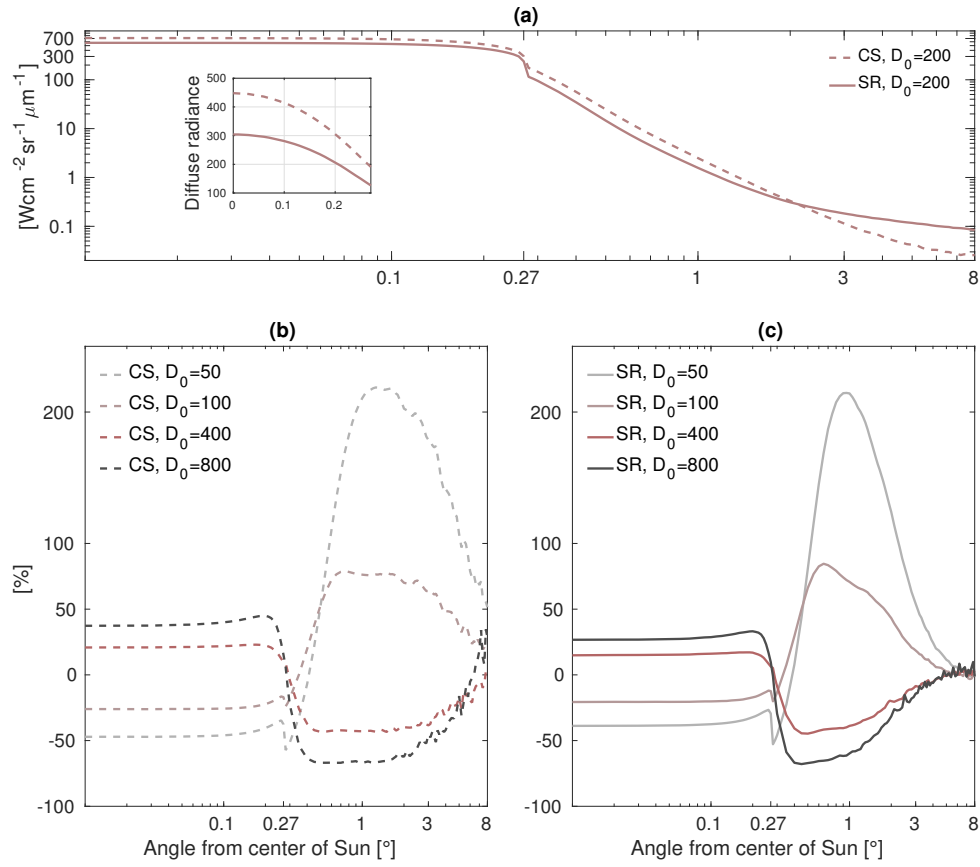 (a)
700
300
100
10
1
0.1
[Wcm-2 sr-1 μm-1]
CS, D0=200
SR, D0=200
500
400
300
200
100
Diffuse radiance
0 0.1 0.2
0.1 0.27 1 3 8
(b)
CS, D0=50
CS, D0=100
CS, D0=400
CS, D0=800
200
100
50
0
-50
-100
[%]
0.1 0.27 1 3 8
Angle from center of Sun [°]
(c)
SR, D0=50
SR, D0=100
SR, D0=400
SR, D0=800
200
100
50
0
-50
-100
0.1 0.27 1 3 8
Angle from center of Sun [°]